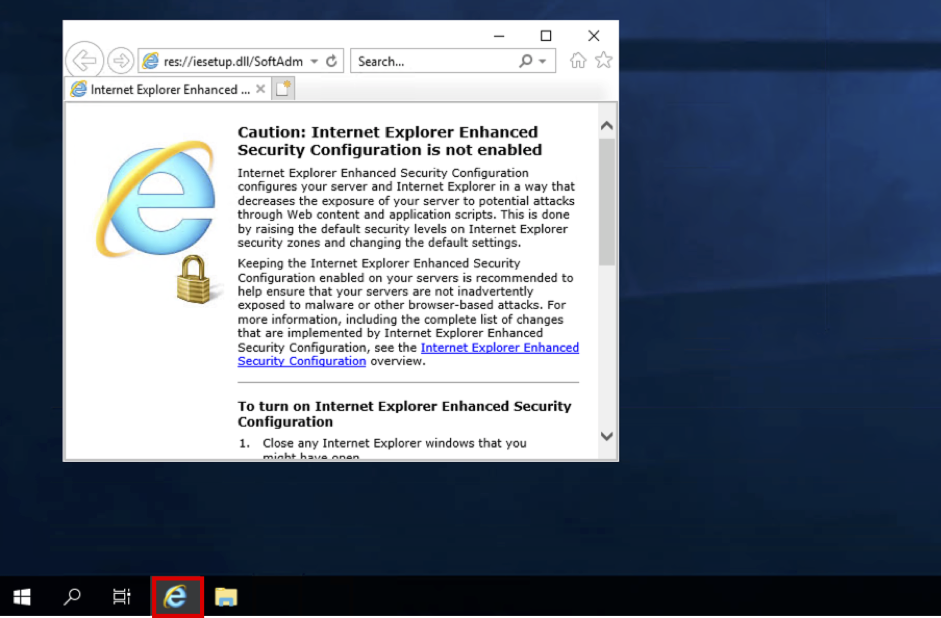 res://iesetup.dll/SoftAdm
Search...
Internet Explorer Enhanced ...
Caution: Internet Explorer Enhanced
Security Configuration is not enabled
Internet Explorer Enhanced Security Configuration
configures your server and Internet Explorer in a way that
decreases the exposure of your server to potential attacks
through Web content and application scripts. This is done
by raising the default security levels on Internet Explorer
security zones and changing the default settings.
Keeping the Internet Explorer Enhanced Security
Configuration enabled on your servers is recommended to
help ensure that your servers are not inadvertently
exposed to malware or other browser-based attacks. For
more information, including the complete list of changes
that are implemented by Internet Explorer Enhanced
Security Configuration, see the Internet Explorer Enhanced
Security Configuration overview.
To turn on Internet Explorer Enhanced Security
Configuration
1. Close any Internet Explorer windows that you
might have open